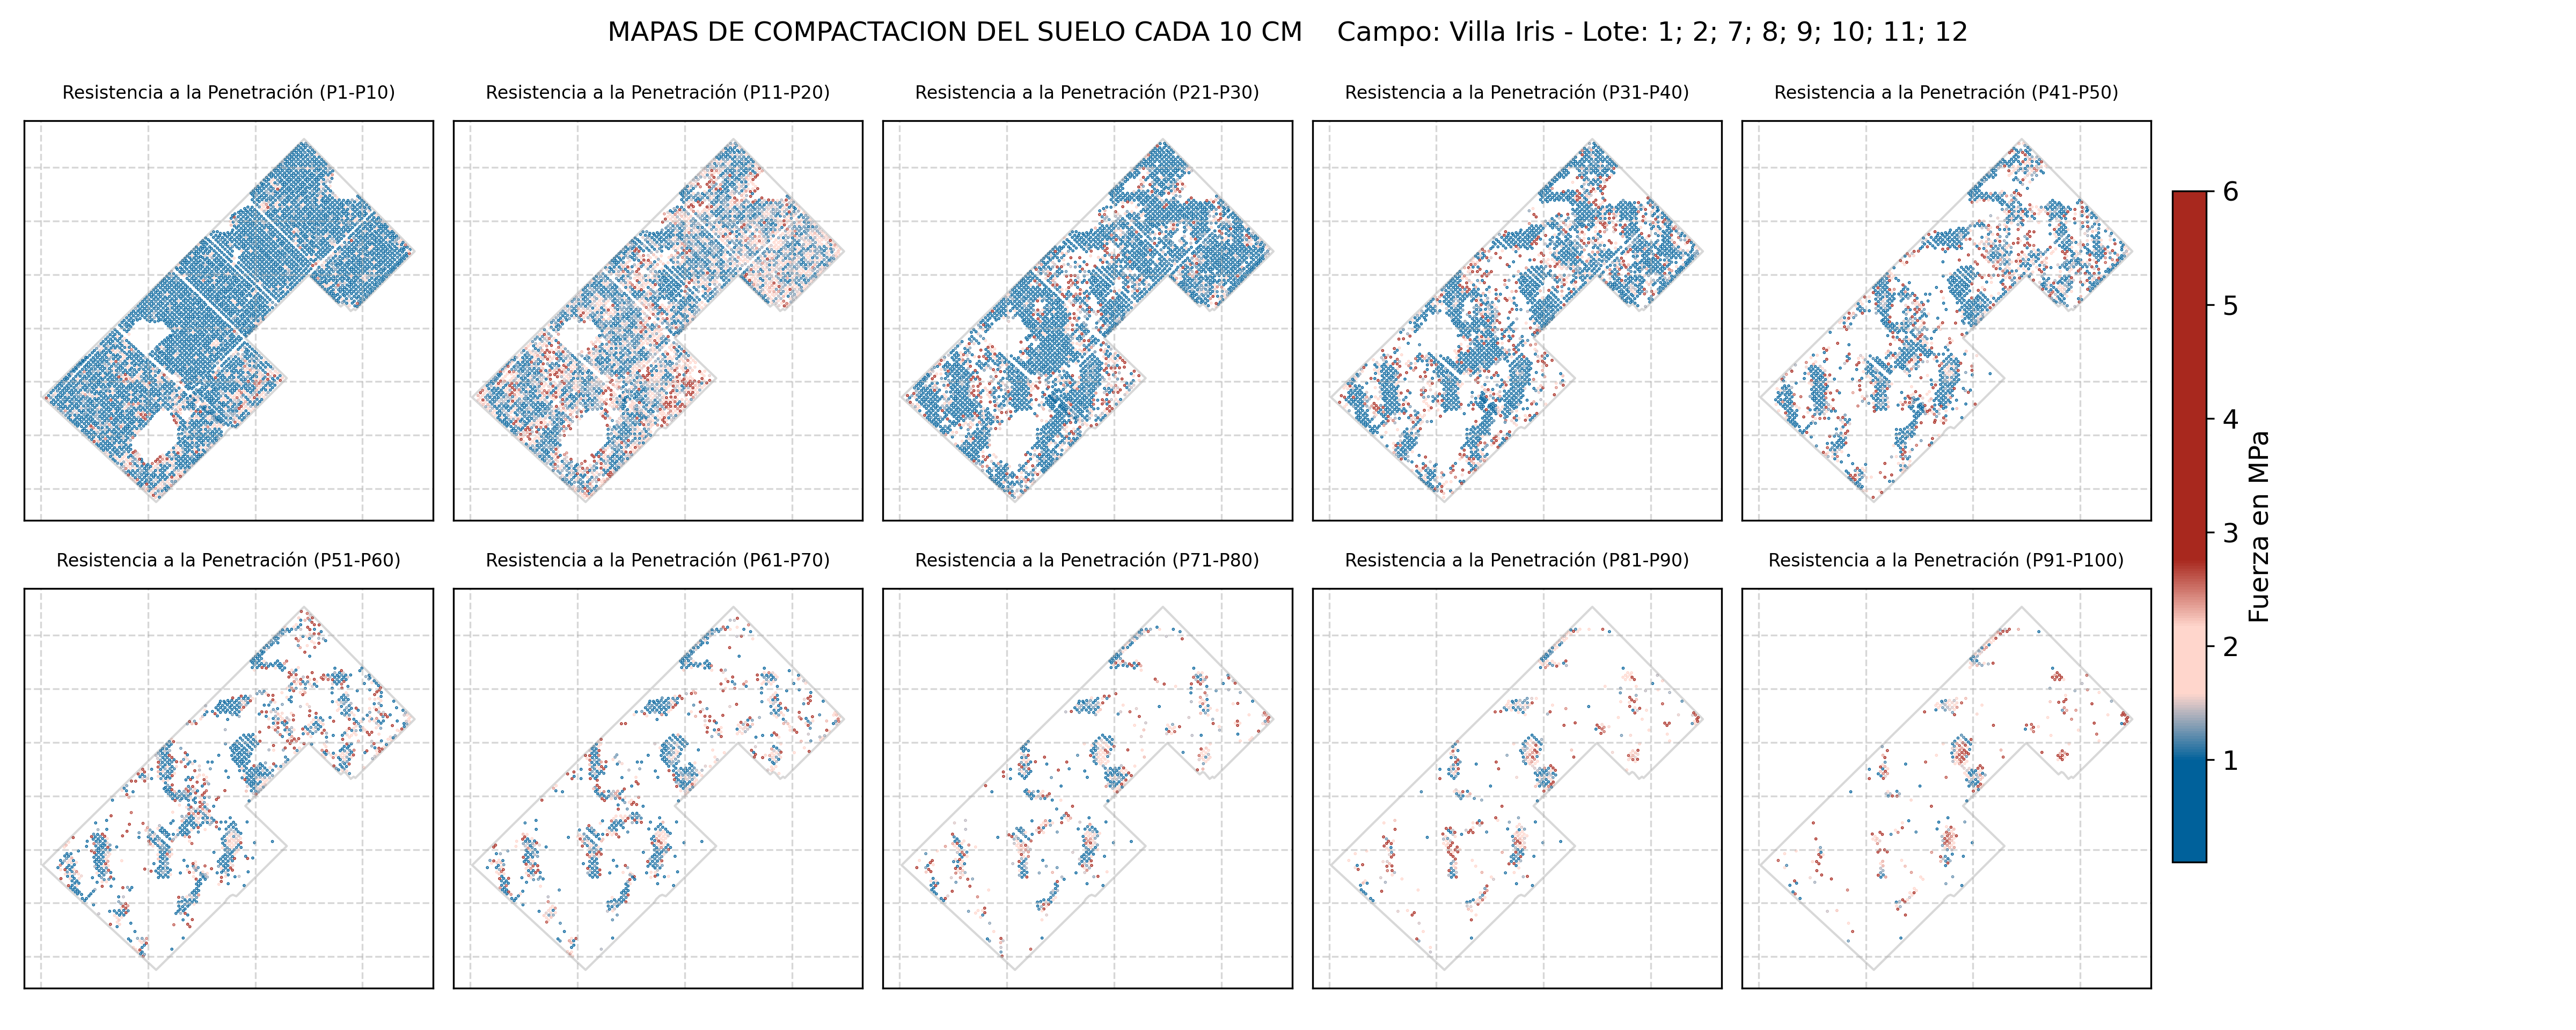 MAPAS DE COMPACTACION DEL SUELO CADA 10 CM    Campo: Villa Iris - Lote: 1; 2; 7; 8; 9; 10; 11; 12
Resistencia a la Penetración (P1-P10)
Resistencia a la Penetración (P11-P20)
Resistencia a la Penetración (P21-P30)
Resistencia a la Penetración (P31-P40)
Resistencia a la Penetración (P41-P50)
Resistencia a la Penetración (P51-P60)
Resistencia a la Penetración (P61-P70)
Resistencia a la Penetración (P71-P80)
Resistencia a la Penetración (P81-P90)
Resistencia a la Penetración (P91-P100)
6
5
4
3
2
1
Fuerza en MPa